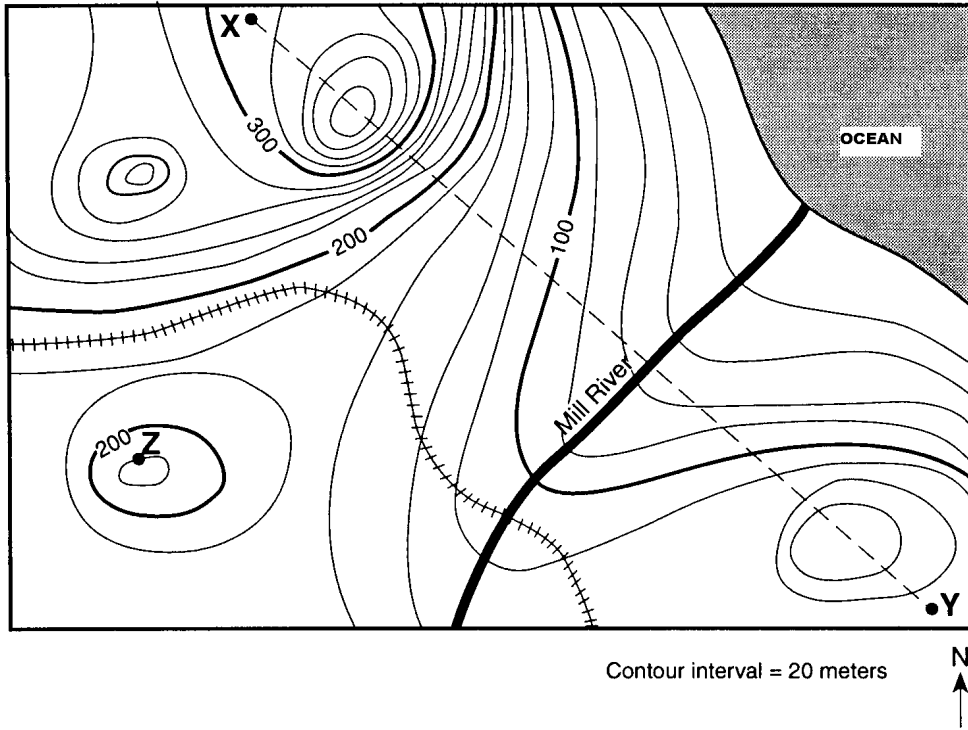 X
300
OCEAN
200
100
Mill River
200
Z
Y
Contour interval = 20 meters
N